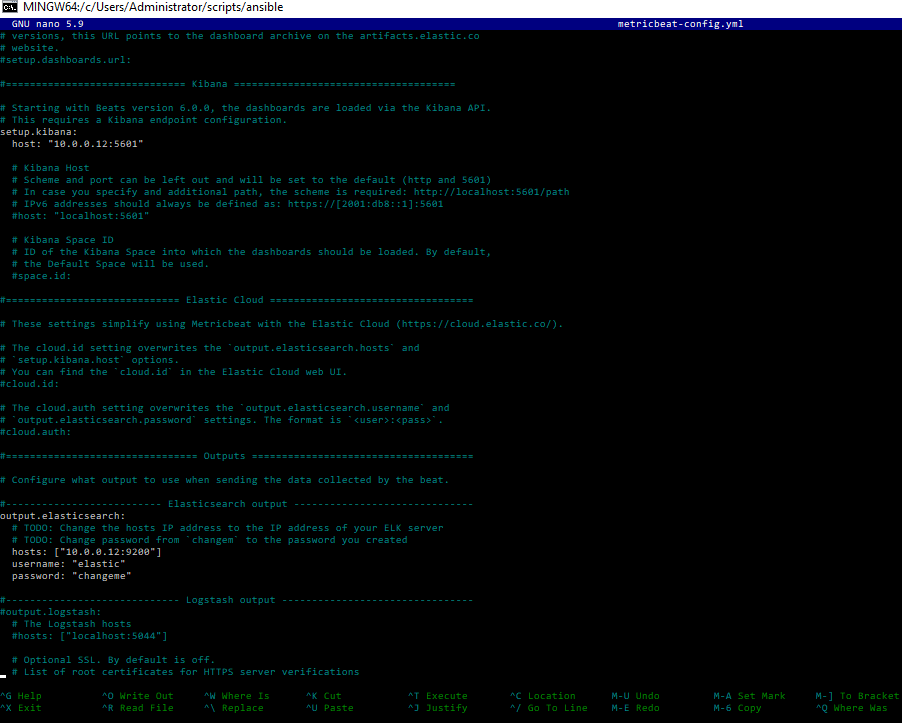 MINGW64:/c/Users/Administrator/scripts/ansible
GNU nano 5.9 metricbeat-config.yml
# versions, this URL points to the dashboard archive on the artifacts.elastic.co
# website.
#setup.dashboards.url:
#============================== Kibana =====================================
# Starting with Beats version 6.0.0, the dashboards are loaded via the Kibana API.
# This requires a Kibana endpoint configuration.
setup.kibana:
  host: "10.0.0.12:5601"
  # Kibana Host
  # Scheme and port can be left out and will be set to the default (http and 5601)
  # In case you specify and additional path, the scheme is required: http://localhost:5601/path
  # IPv6 addresses should always be defined as: https://[2001:db8::1]:5601
  #host: "localhost:5601"
  # Kibana Space ID
  # ID of the Kibana Space into which the dashboards should be loaded. By default,
  # the Default Space will be used.
  #space.id:
#============================= Elastic Cloud ==================================
# These settings simplify using Metricbeat with the Elastic Cloud (https://cloud.elastic.co/).
# The cloud.id setting overwrites the `output.elasticsearch.hosts` and
# `setup.kibana.host` options.
# You can find the `cloud.id` in the Elastic Cloud web UI.
#cloud.id:
# The cloud.auth setting overwrites the `output.elasticsearch.username` and
# `output.elasticsearch.password` settings. The format is `<user>:<pass>`.
#cloud.auth:
#================================ Outputs =====================================
# Configure what output to use when sending the data collected by the beat.
#-------------------------- Elasticsearch output ------------------------------
output.elasticsearch:
  # TODO: Change the hosts IP address to the IP address of your ELK server
  # TODO: Change password from `changem` to the password you created
  hosts: ["10.0.0.12:9200"]
  username: "elastic"
  password: "changeme"
#----------------------------- Logstash output --------------------------------
#output.logstash:
  # The Logstash hosts
  #hosts: ["localhost:5044"]
  # Optional SSL. By default is off.
  # List of root certificates for HTTPS server verifications
^G Help ^O Write Out ^W Where Is ^K Cut ^T Execute ^C Location M-U Undo M-A Set Mark M-] To Bracket
^X Exit ^R Read File ^\ Replace ^U Paste ^J Justify ^/ Go To Line M-E Redo M-6 Copy ^Q Where Was